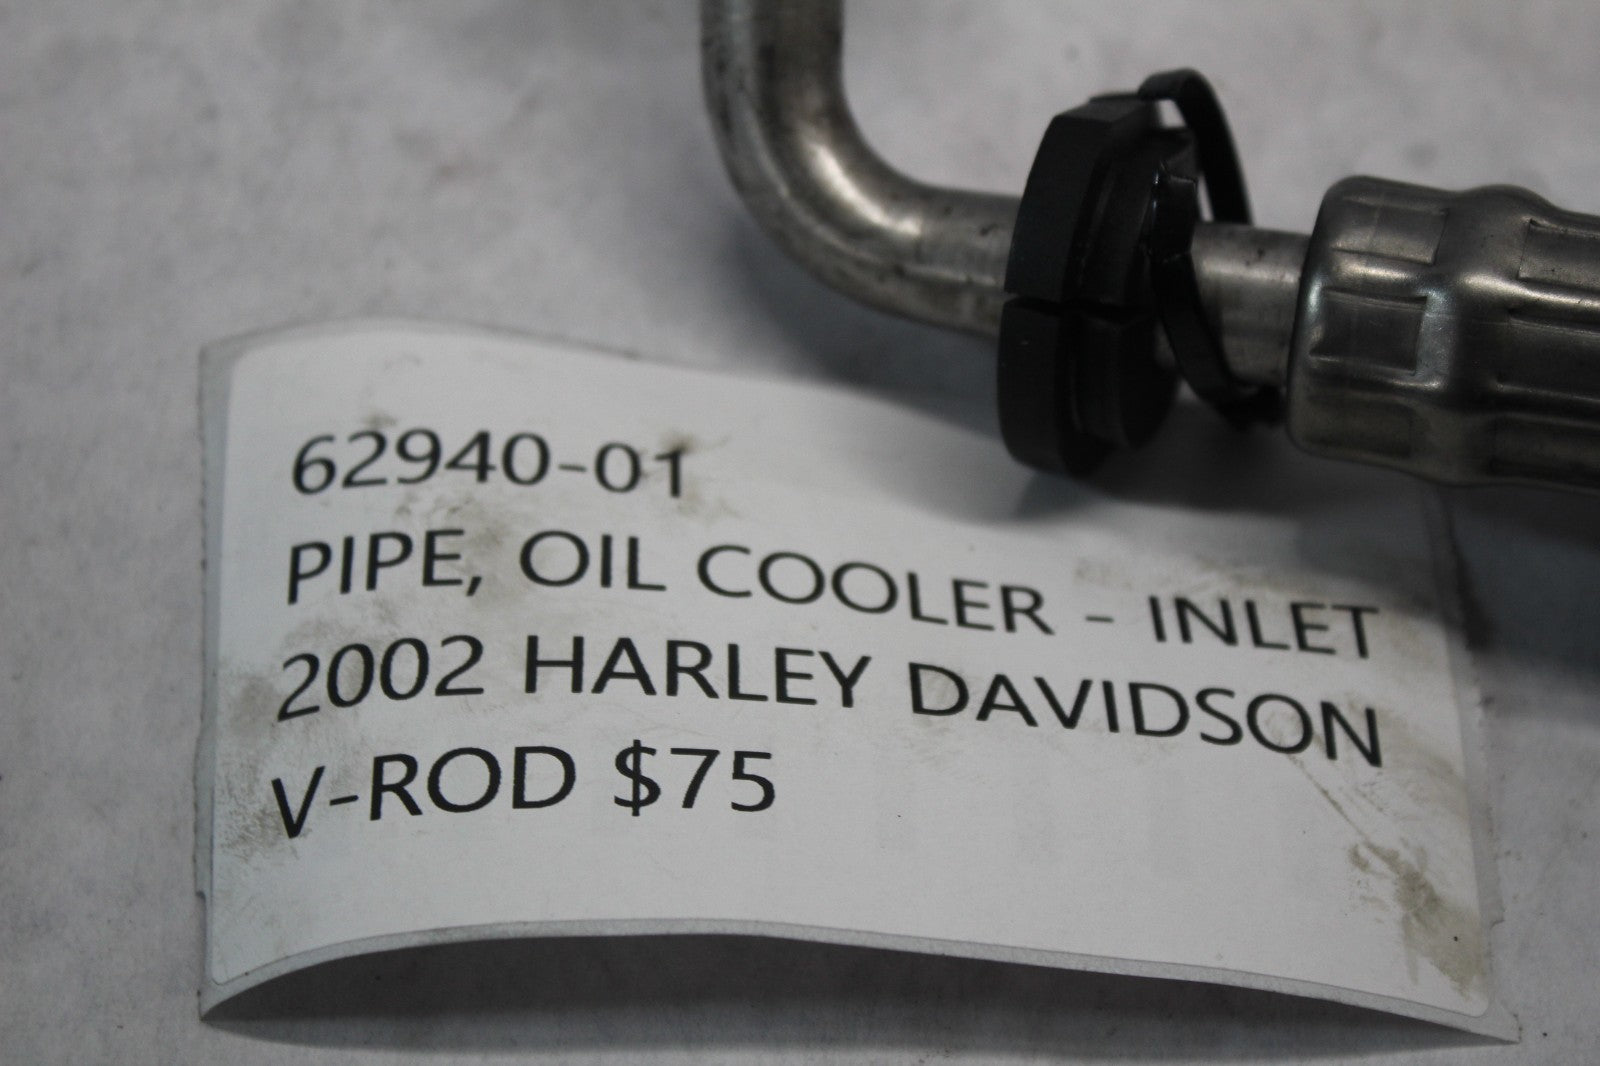 62940-01
PIPE, OIL COOLER - INLET
2002 HARLEY DAVIDSON
V-ROD $75